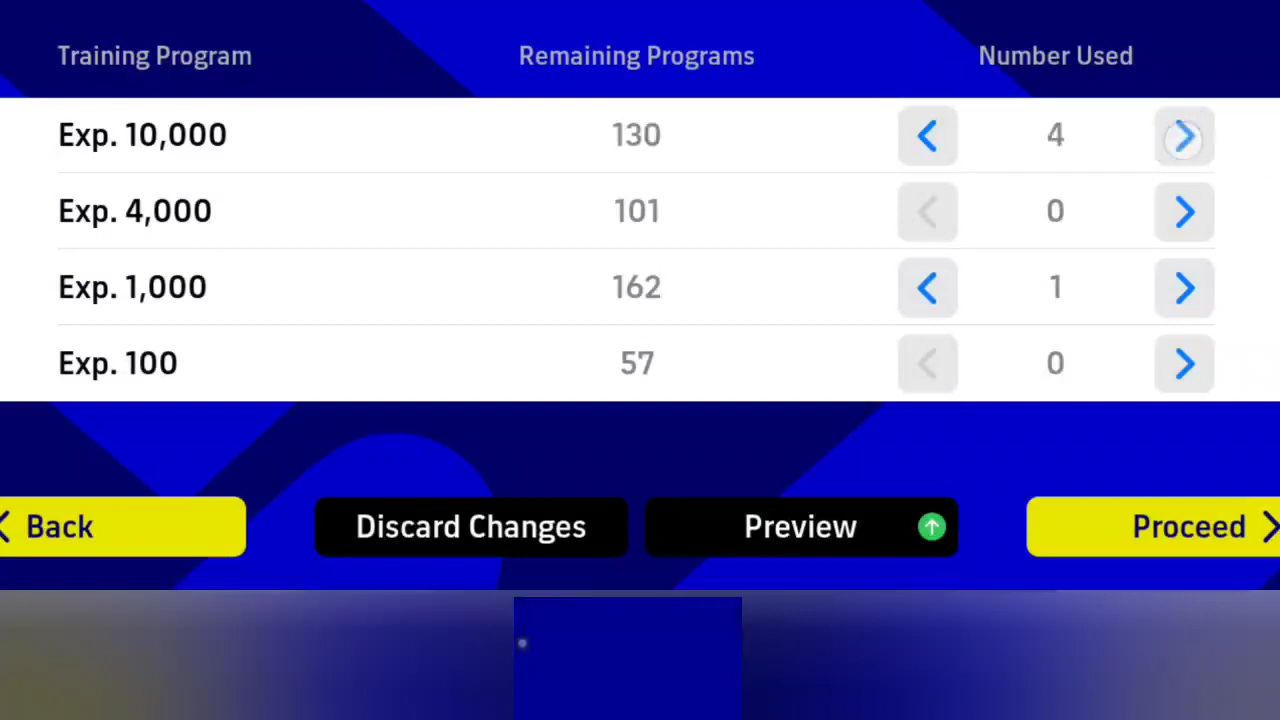 Training Program Remaining Programs Number Used
Exp. 10,000 130 4
Exp. 4,000 101 0
Exp. 1,000 162 1
Exp. 100 57 0
Back Discard Changes Preview Proceed